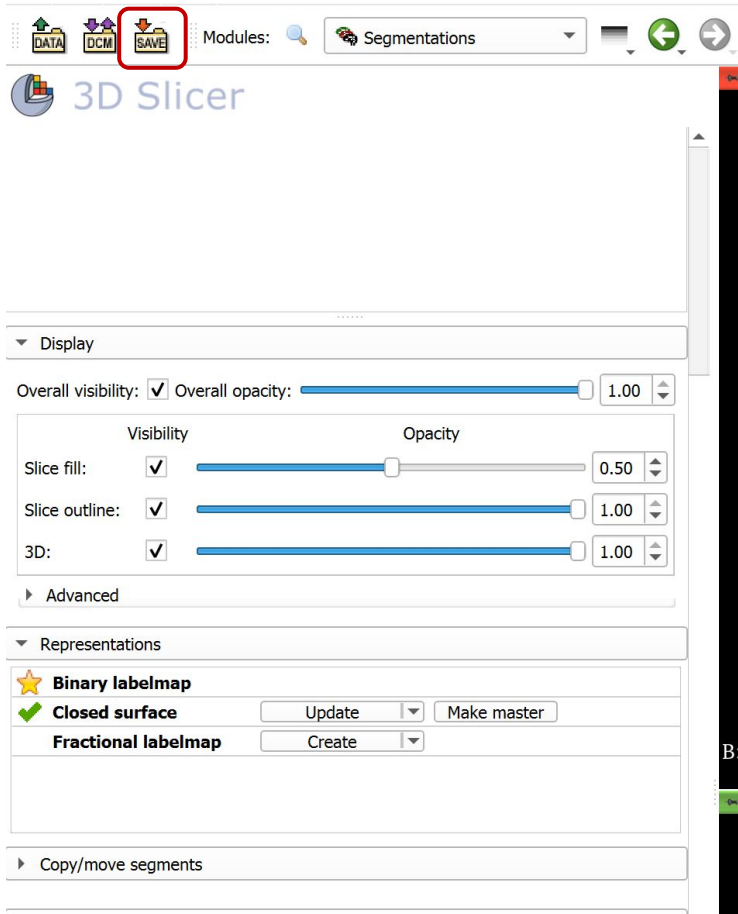 DATA DCM SAVE Modules: Segmentations
3D Slicer
Display
Overall visibility: Overall opacity: 1.00
Visibility Opacity
Slice fill: 0.50
Slice outline: 1.00
3D: 1.00
Advanced
Representations
Binary labelmap
Closed surface Update Make master
Fractional labelmap Create
Copy/move segments